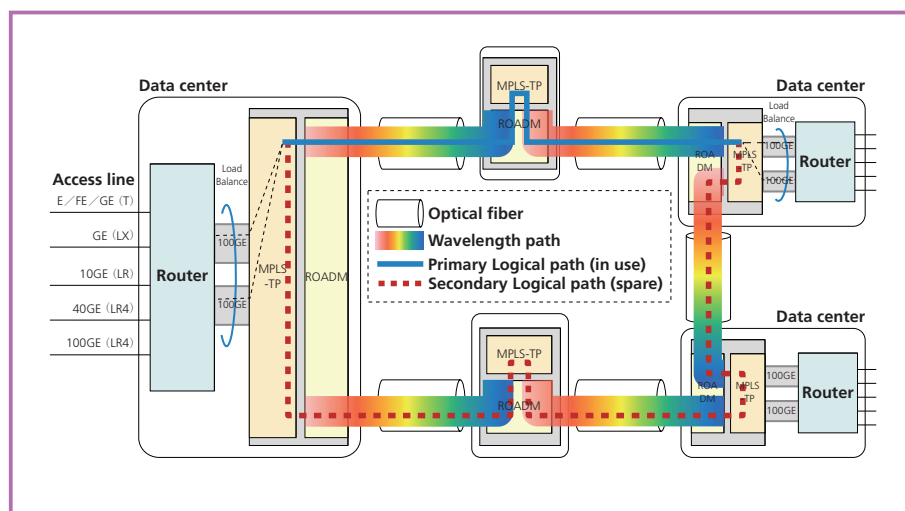 Data center
Access line
E／FE／GE（T）
GE（LX）
10GE（LR）
40GE（LR4）
100GE（LR4）
Router
Load
Balance
100GE
100GE
MPLS
-TP
ROADM
MPLS-TP
ROADM
Optical fiber
Wavelength path
Primary Logical path (in use)
Secondary Logical path (spare)
MPLS-TP
ROADM
Data center
Load
Balance
ROA
DM
MPLS
-TP
100GE
100GE
Router
Data center
ROA
DM
MPLS
-TP
100GE
100GE
Router